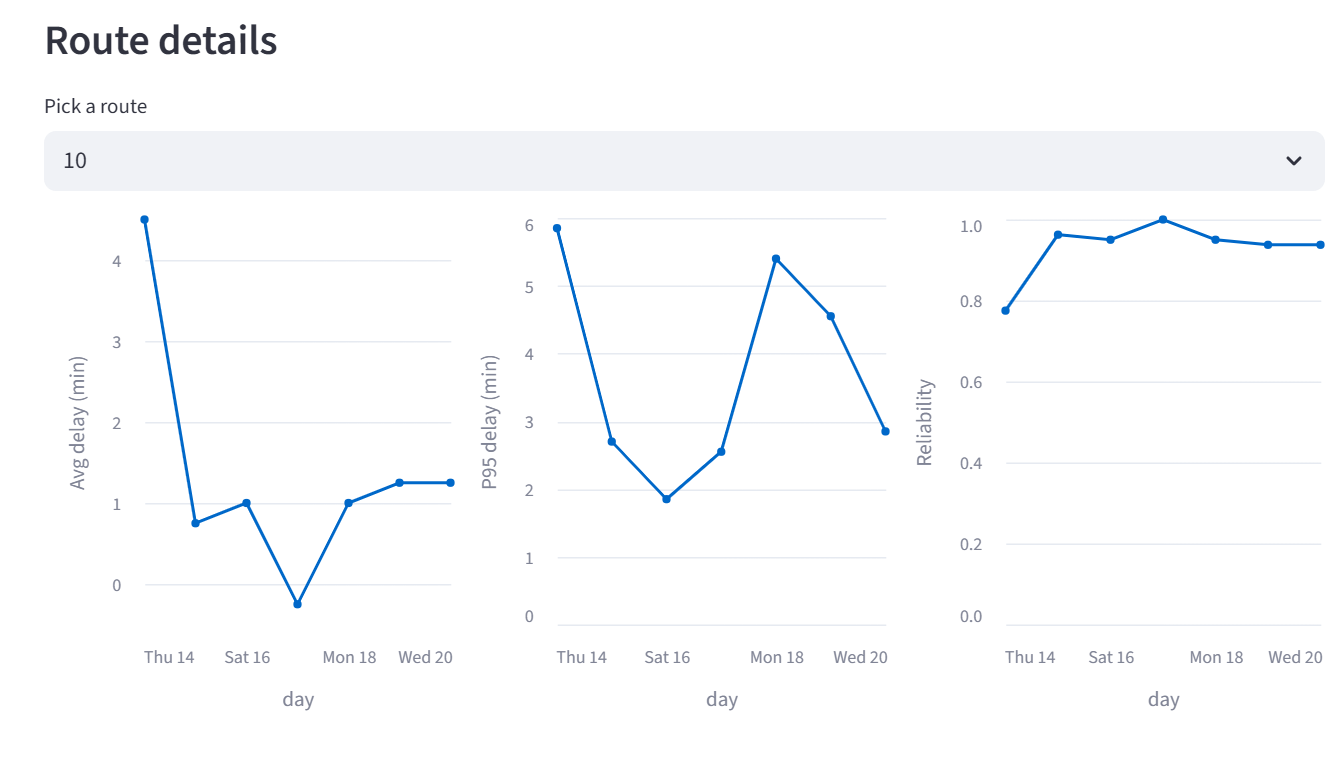 Route details
Pick a route
10
Avg delay (min)
4
3
2
1
0
Thu 14 Sat 16 Mon 18 Wed 20
day
P95 delay (min)
6
5
4
3
2
1
0
Thu 14 Sat 16 Mon 18 Wed 20
day
Reliability
1.0
0.8
0.6
0.4
0.2
0.0
Thu 14 Sat 16 Mon 18 Wed 20
day